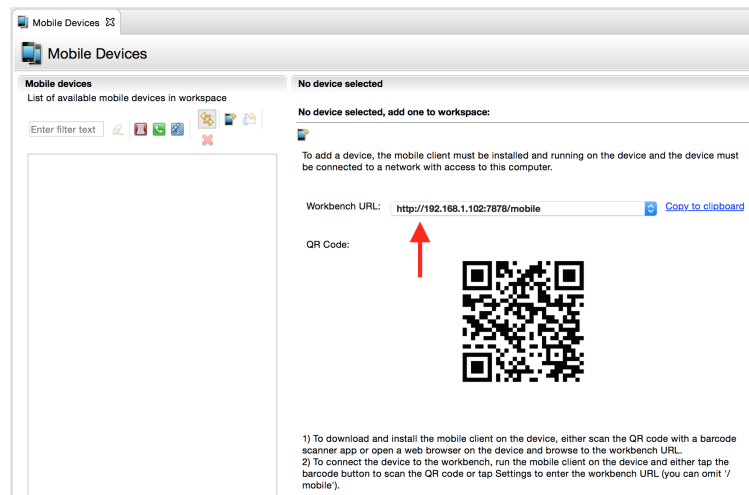 Mobile Devices
Mobile Devices
Mobile devices
List of available mobile devices in workspace
Enter filter text
No device selected
No device selected, add one to workspace:
To add a device, the mobile client must be installed and running on the device and the device must
be connected to a network with access to this computer.
Workbench URL: http://192.168.1.102:7878/mobile Copy to clipboard
QR Code:
1) To download and install the mobile client on the device, either scan the QR code with a barcode
scanner app or open a web browser on the device and browse to the workbench URL.
2) To connect the device to the workbench, run the mobile client on the device and either tap the
barcode button to scan the QR code or tap Settings to enter the workbench URL (you can omit '/
mobile').